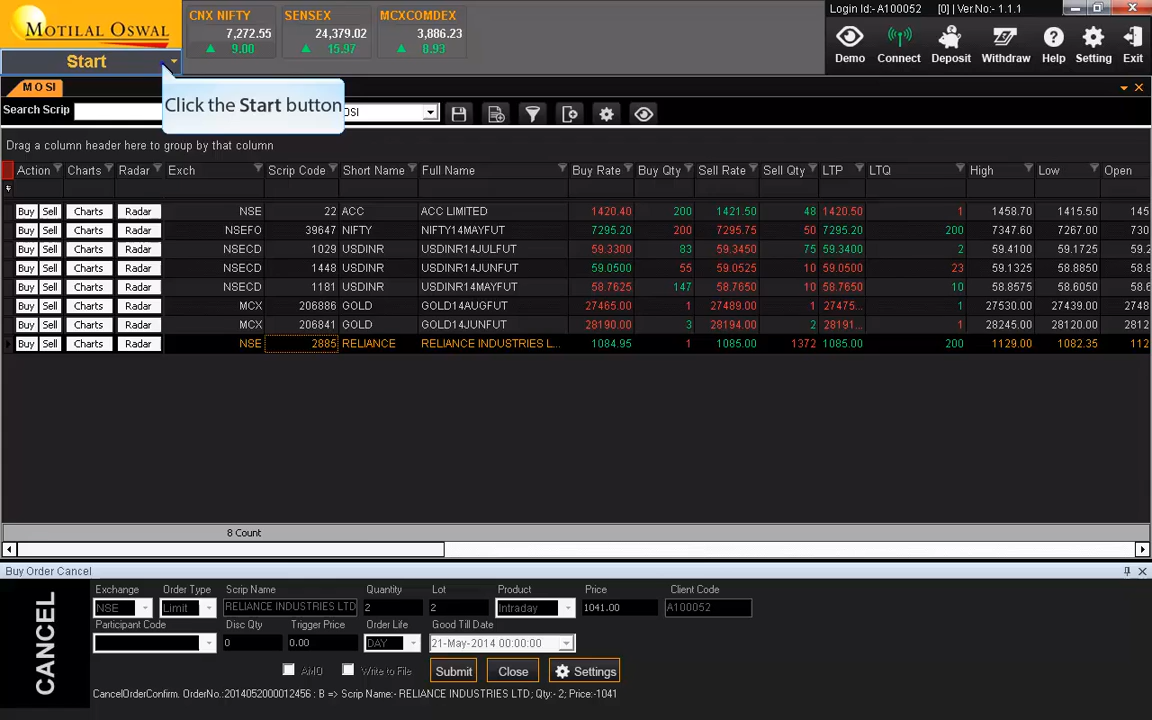 MOTILAL OSWAL
CNX NIFTY 7,272.55 9.00
SENSEX 24,379.02 15.97
MCXCOMDEX 3,886.23 8.93
Login Id:- A100052 [0] | Ver.No.- 1.1.1
Demo Connect Deposit Withdraw Help Setting Exit
Start
Click the Start button
MOSI
Search Scrip OSI
Drag a column header here to group by that column
Action Charts Radar Exch Scrip Code Short Name Full Name Buy Rate Buy Qty Sell Rate Sell Qty LTP LTQ High Low Open
Buy Sell Charts Radar NSE 22 ACC ACC LIMITED 1420.40 200 1421.50 48 1420.50 1 1458.70 1415.50 145
Buy Sell Charts Radar NSEFO 39647 NIFTY NIFTY14MAYFUT 7295.20 200 7295.75 50 7295.20 200 7347.60 7267.00 730
Buy Sell Charts Radar NSECD 1029 USDINR USDINR14JULFUT 59.3300 83 59.3450 75 59.3400 2 59.4100 59.1725 59.
Buy Sell Charts Radar NSECD 1448 USDINR USDINR14JUNFUT 59.0500 55 59.0525 10 59.0500 23 59.1325 58.8850 58.
Buy Sell Charts Radar NSECD 1181 USDINR USDINR14MAYFUT 58.7625 147 58.7650 10 58.7650 10 58.8575 58.6050 58.
Buy Sell Charts Radar MCX 206886 GOLD GOLD14AUGFUT 27465.00 1 27489.00 1 27475... 1 27530.00 27439.00 2748
Buy Sell Charts Radar MCX 206841 GOLD GOLD14JUNFUT 28190.00 3 28194.00 2 28191... 1 28245.00 28120.00 2812
Buy Sell Charts Radar NSE 2885 RELIANCE RELIANCE INDUSTRIES L... 1084.95 1 1085.00 1372 1085.00 200 1129.00 1082.35 112
8 Count
Buy Order Cancel
CANCEL
Exchange Order Type Scrip Name Quantity Lot Product Price Client Code
NSE Limit RELIANCE INDUSTRIES LTD 2 2 Intraday 1041.00 A100052
Participant Code Disc Qty Trigger Price Order Life Good Till Date
0 0.00 DAY 21-May-2014 00:00:00
AMO Write to File Submit Close Settings
CancelOrderConfirm. OrderNo.:2014052000012456 : B => Scrip Name:- RELIANCE INDUSTRIES LTD; Qty:- 2; Price:-1041